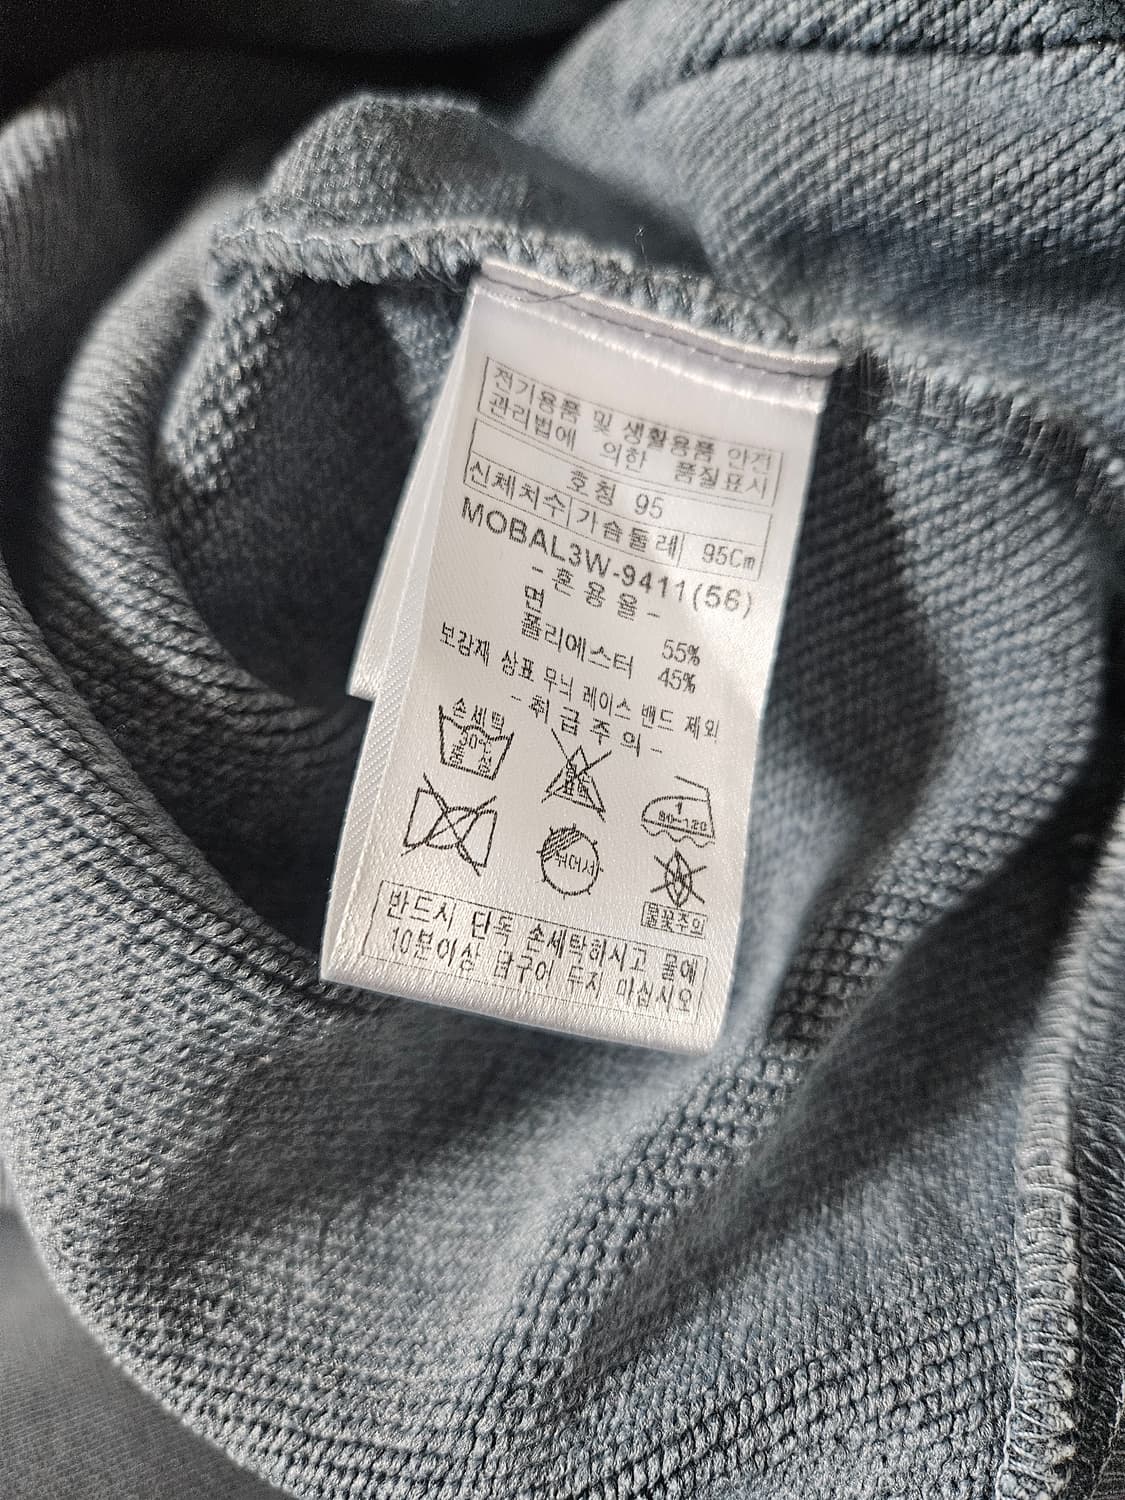 전기용품 및 생활용품 안전
관리법에 의한 품질표시
호칭 95
신체치수 가슴둘레 95Cm
MOBAL3W-9411(56)
- 혼 용 율 -
면 55%
폴리에스터 45%
보강재 상표 무늬 레이스 밴드 제외
- 취 급 주 의 -
손세탁
30℃
중 성
1
80-120
뉘어서
불꽃주의
반드시 단독 손세탁하시고 물에
10분이상 담구어 두지 마십시오